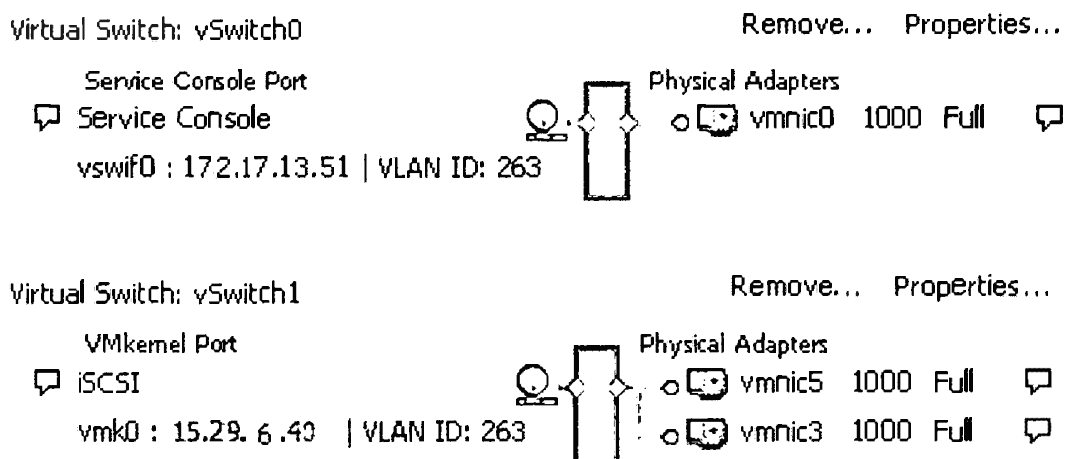 Virtual Switch: vSwitch0 Remove... Properties...
Service Console Port Physical Adapters
Service Console vmnic0 1000 Full
vswif0 : 172.17.13.51 | VLAN ID: 263
Virtual Switch: vSwitch1 Remove... Properties...
VMkernel Port Physical Adapters
iSCSI vmnic5 1000 Full
vmk0 : 15.29. 6 .40 | VLAN ID: 263 vmnic3 1000 Full